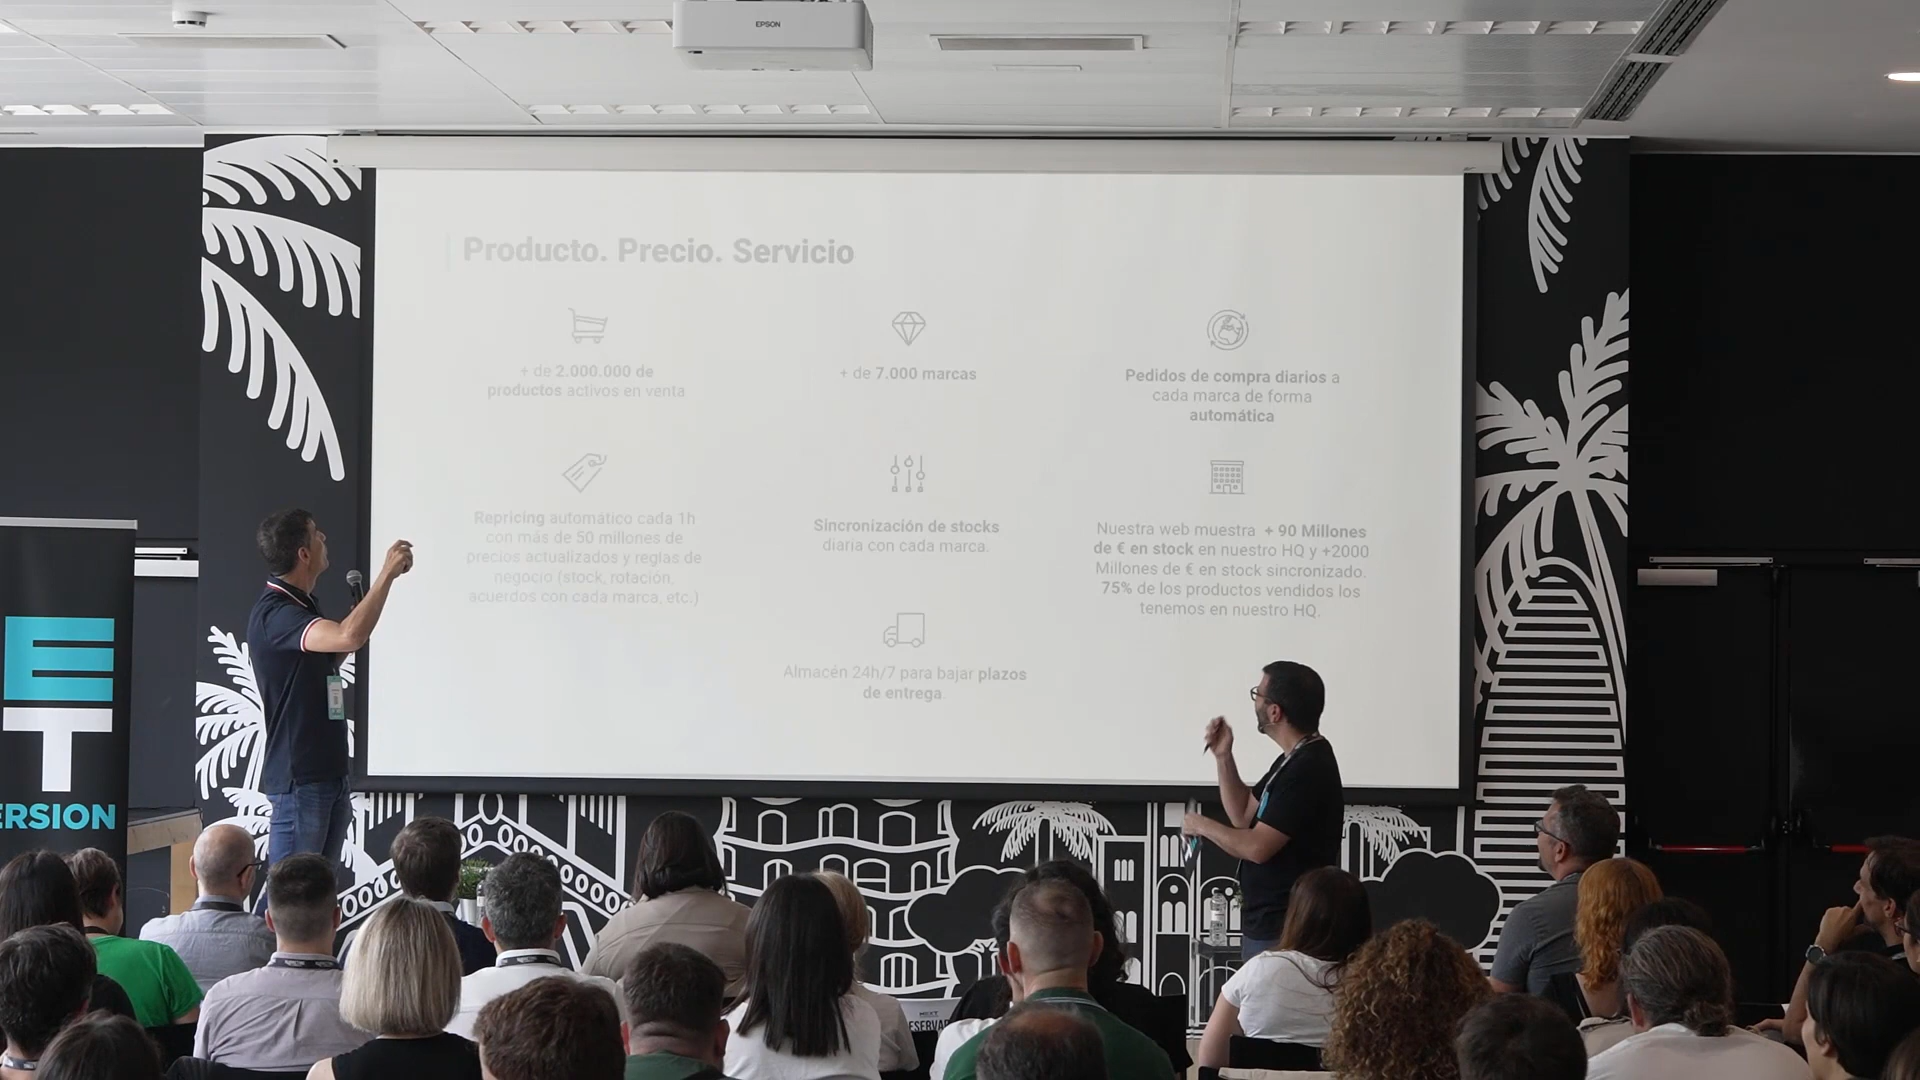 EPSON
Producto. Precio. Servicio
+ de 2.000.000 de
productos activos en venta
+ de 7.000 marcas
Pedidos de compra diarios a
cada marca de forma
automática
Repricing automático cada 1h
con más de 50 millones de
precios actualizados y reglas de
negocio (stock, rotación,
acuerdos con cada marca, etc.)
Sincronización de stocks
diaria con cada marca.
Nuestra web muestra + 90 Millones
de € en stock en nuestro HQ y +2000
Millones de € en stock sincronizado.
75% de los productos vendidos los
tenemos en nuestro HQ.
Almacén 24h/7 para bajar plazos
de entrega
E
T
ERSION
NEXT
ESERVA